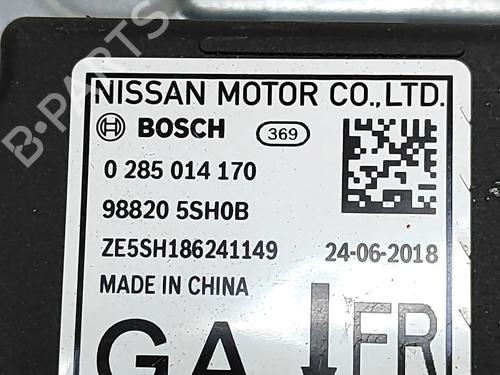 B-PARTS
NISSAN MOTOR CO.,LTD.
BOSCH 369
0 285 014 170
98820 5SH0B
ZE5SH186241149 24-06-2018
MADE IN CHINA
GA FR